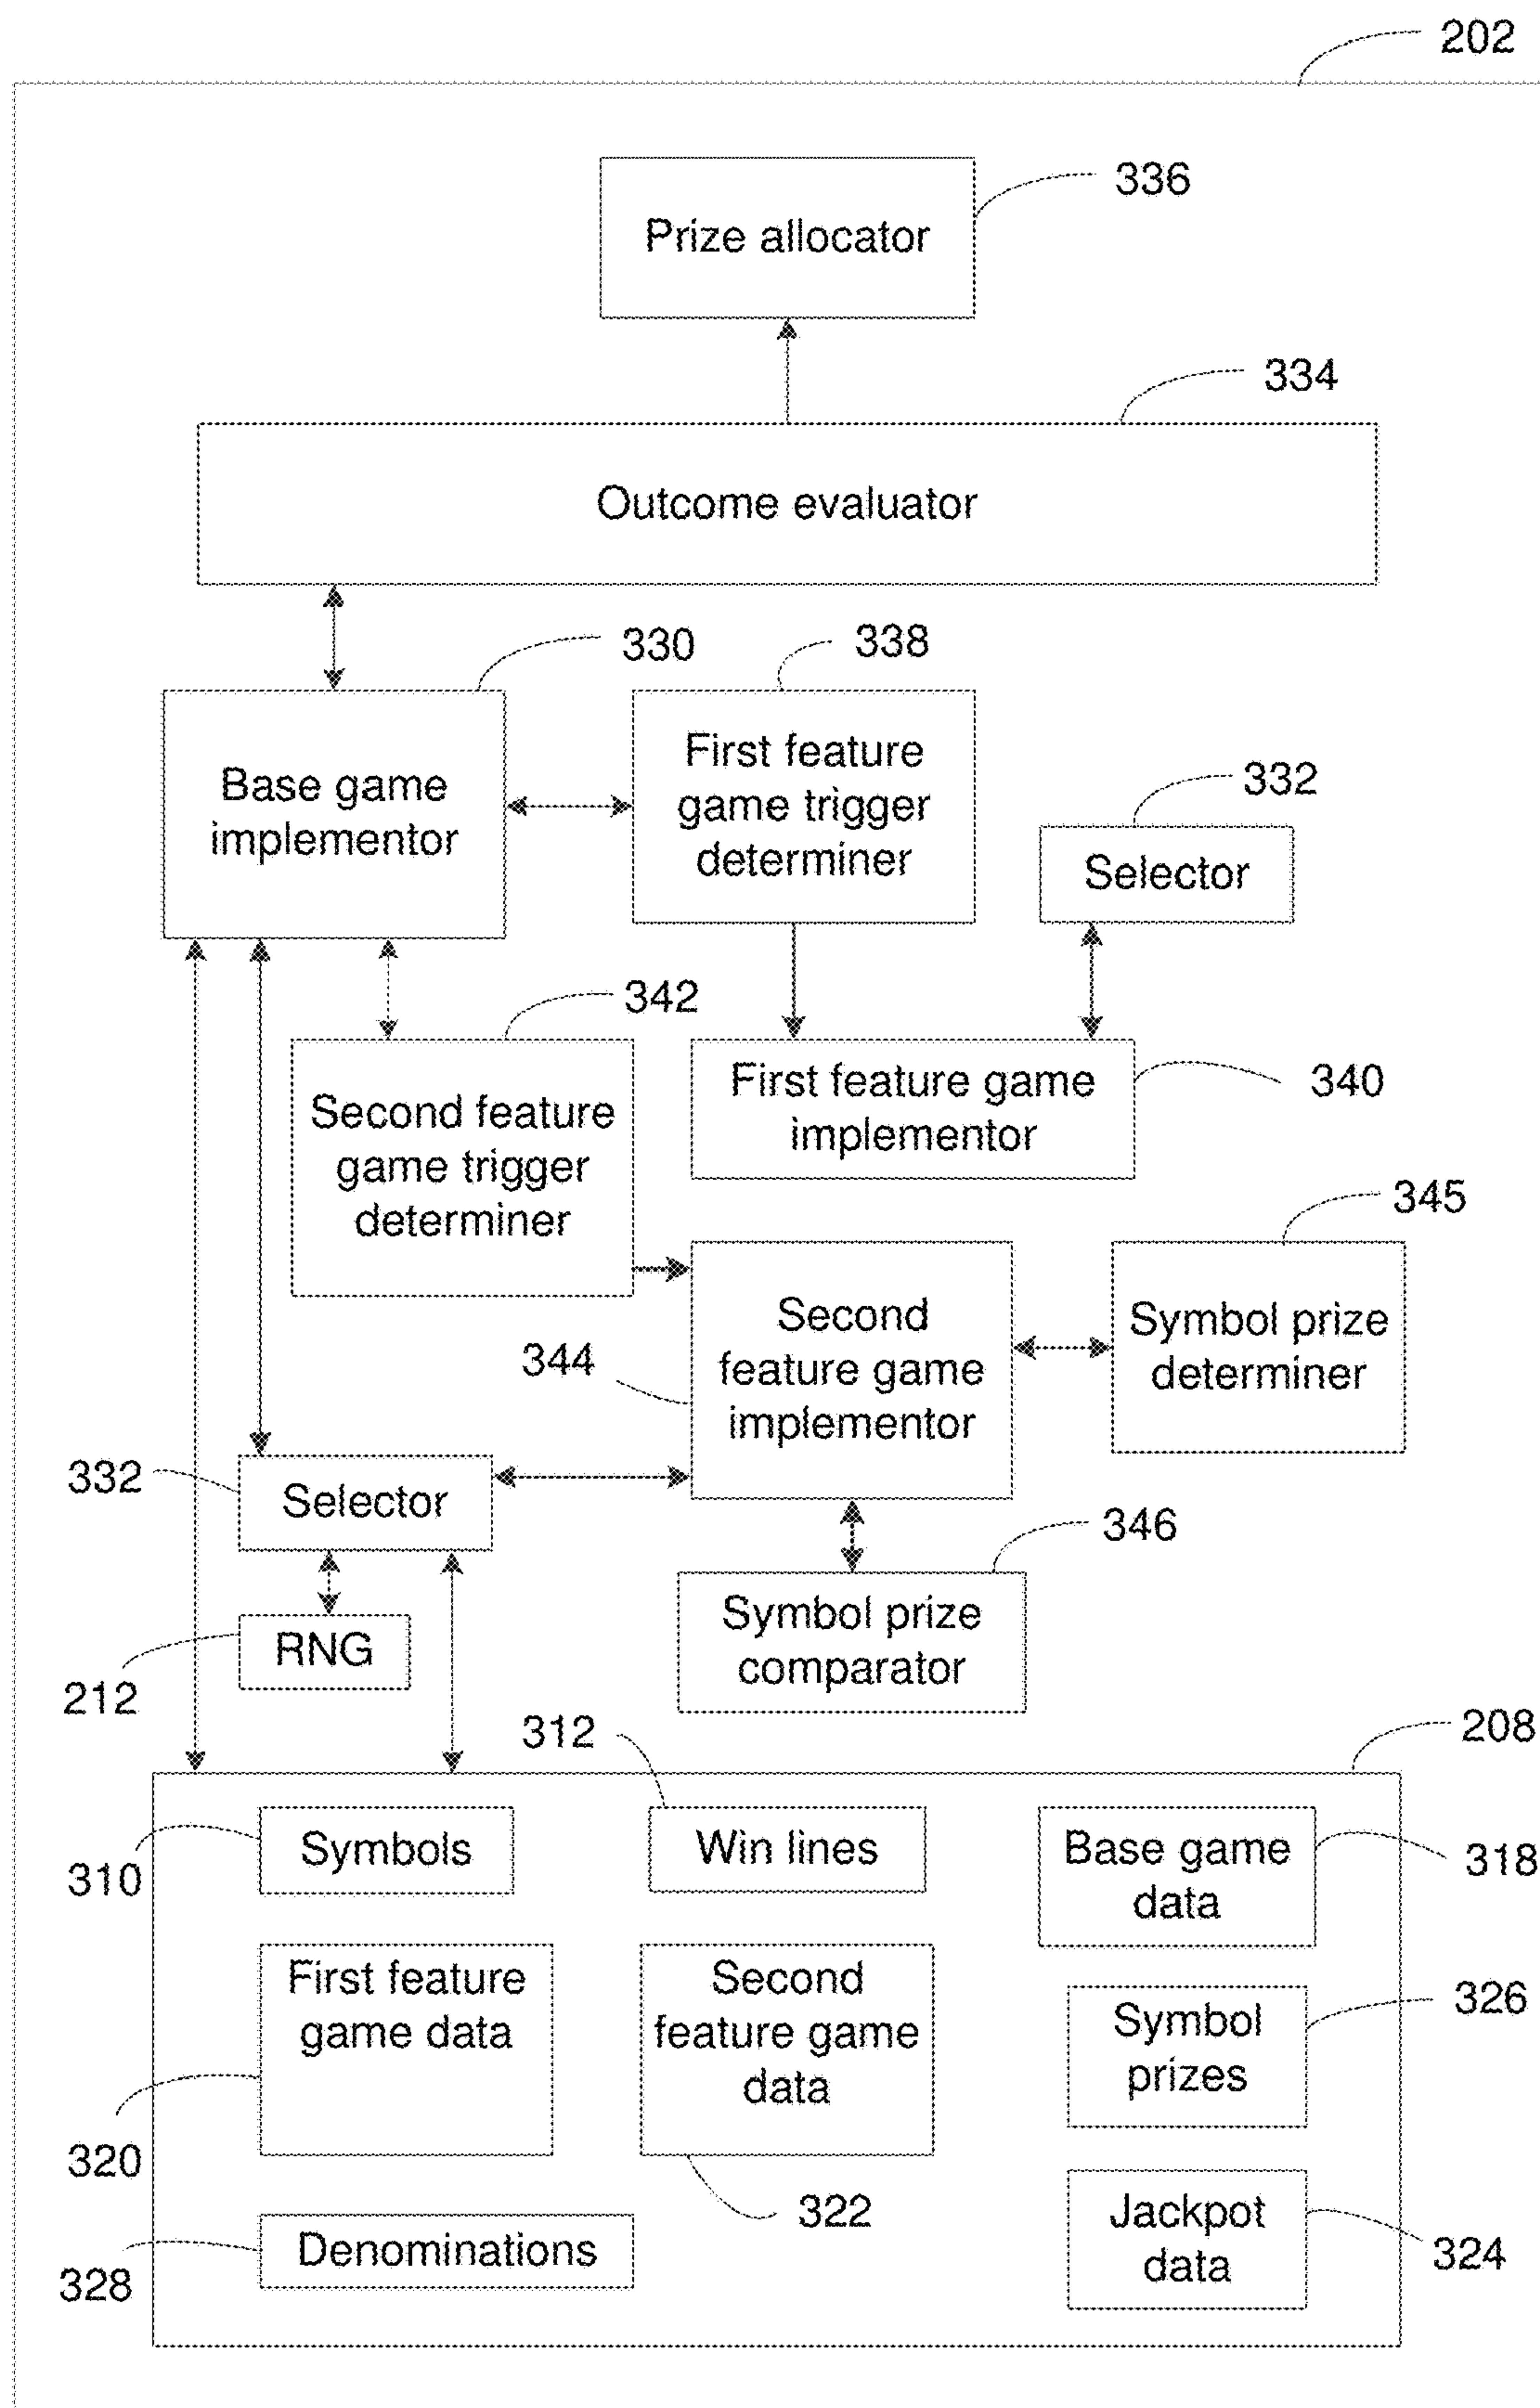 202
336
Prize allocator
334
Outcome evaluator
330
338
Base game
implementor
First feature
game trigger
determiner
332
Selector
342
Second feature
game trigger
determiner
First feature game
implementor
340
345
344
Second
feature game
implementor
Symbol prize
determiner
332
Selector
346
Symbol prize
comparator
RNG
212
312
208
310
Symbols
Win lines
Base game
data
318
First feature
game data
Second
feature game
data
Symbol
prizes
326
320
322
Jackpot
data
324
Denominations
328